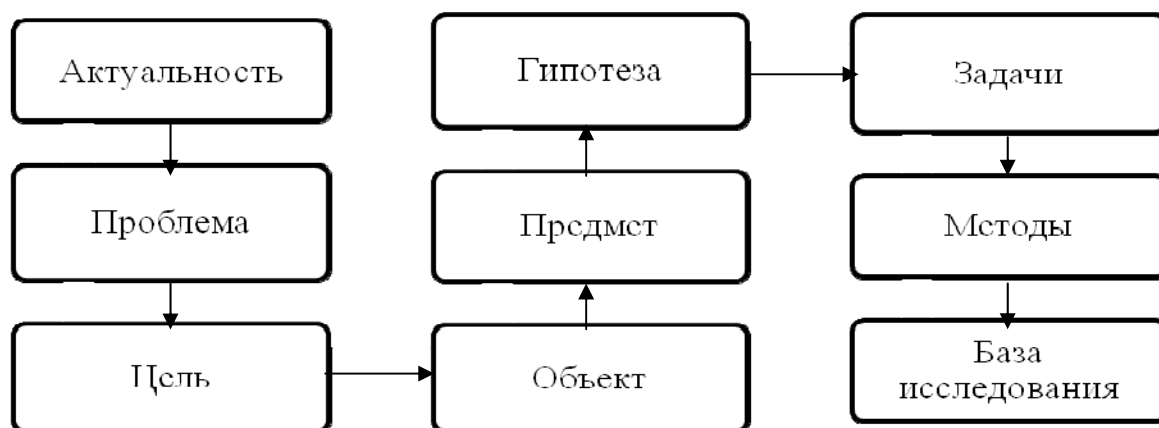 Актуальность
Проблема
Цель
Объект
Предмет
Гипотеза
Задачи
Методы
База
исследования